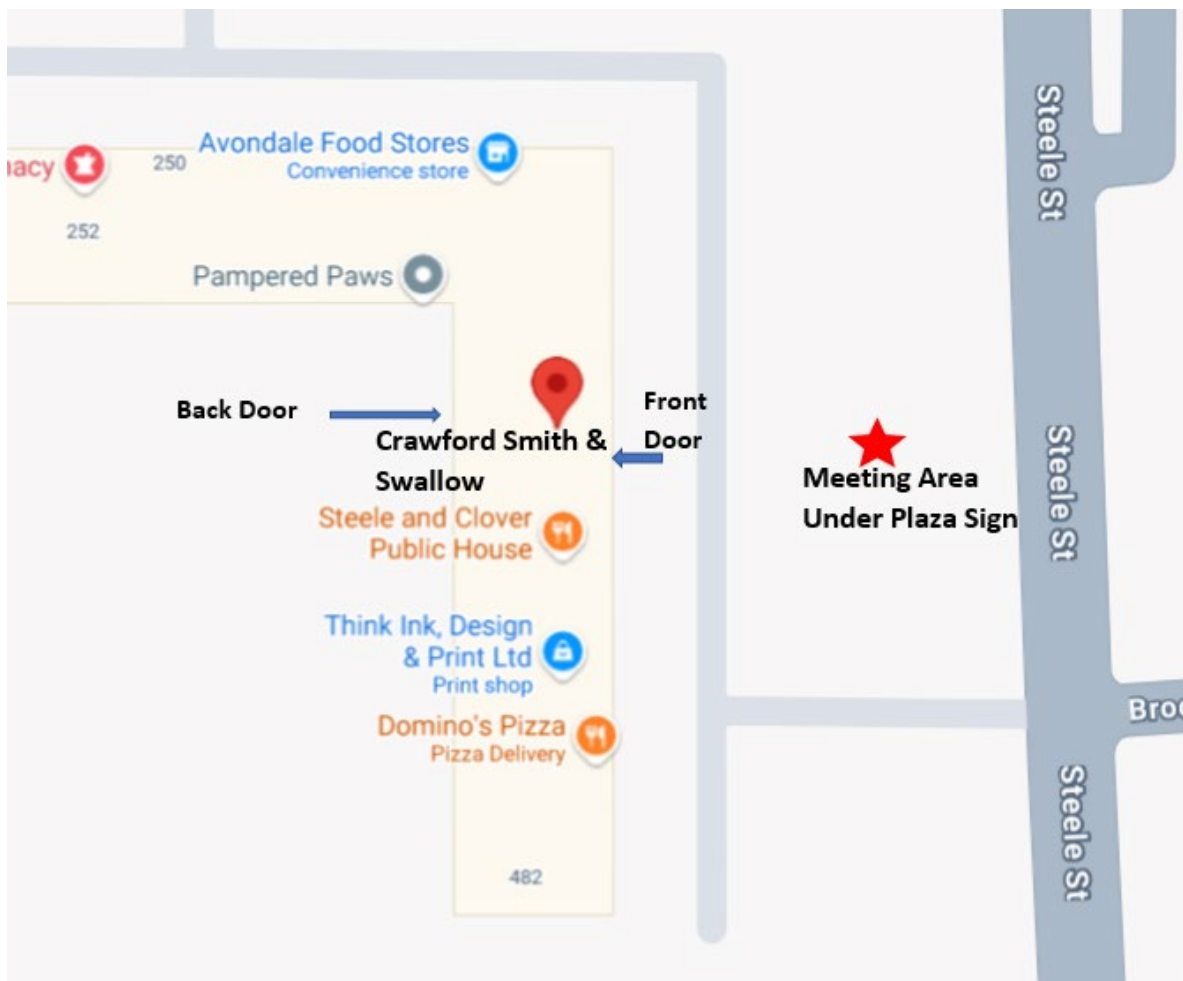 Steele St
Avondale Food Stores
Convenience store
acy
250
252
Pampered Paws
Back Door
Front
Door
Crawford Smith &
Swallow
Meeting Area
Under Plaza Sign
Steele St
Steele and Clover
Public House
Think Ink, Design
& Print Ltd
Print shop
Domino's Pizza
Pizza Delivery
Broc
Steele St
482